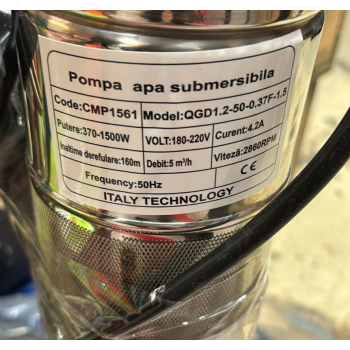 Pompa apa submersibila
Code:CMP1561 Model:QGD1.2-50-0.37F-1.5
Putere:370-1500W VOLT:180-220V Curent:4.2A
Inaltime derefulare:160m Debit:5 m³/h Viteză:2860RPM
Frequency:50Hz CE
ITALY TECHNOLOGY